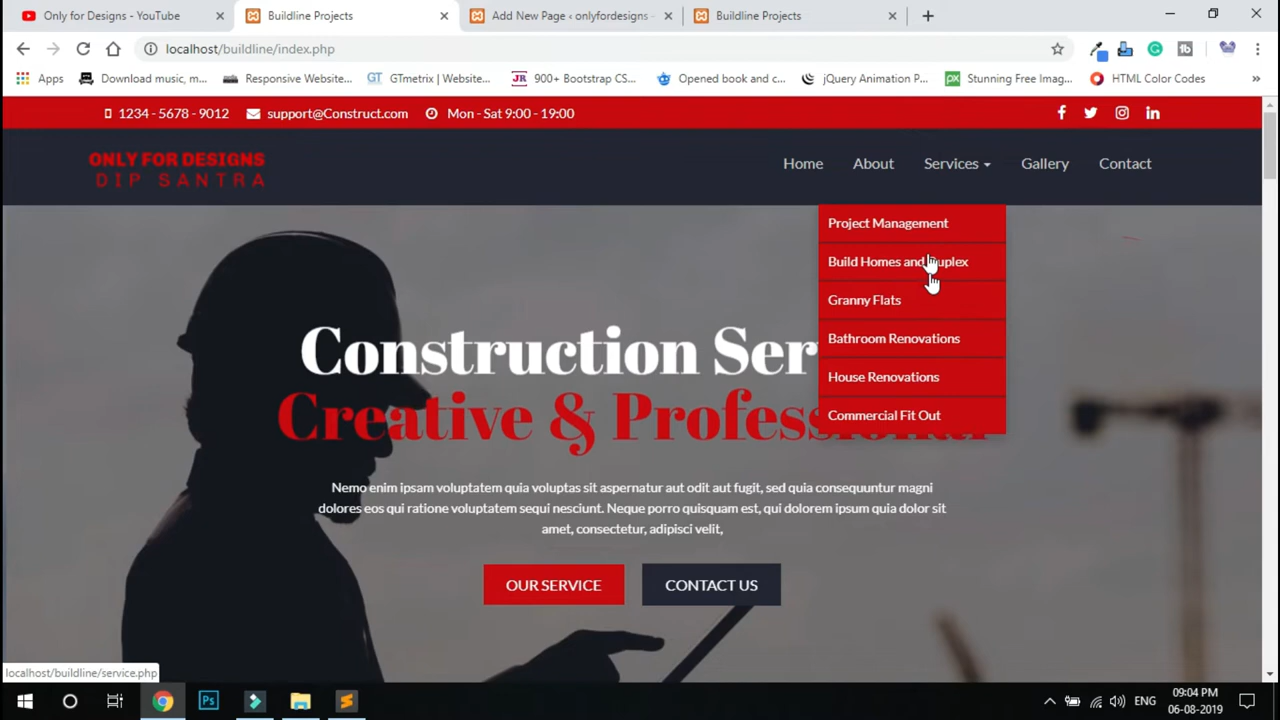 Only for Designs - YouTube
Buildline Projects
Add New Page ‹ onlyfordesigns -
Buildline Projects
localhost/buildline/index.php
Apps
Download music, m...
Responsive Website...
GT GTmetrix | Website...
JR 900+ Bootstrap CS...
Opened book and c...
jQuery Animation P...
px Stunning Free Imag...
HTML Color Codes
»
1234 - 5678 - 9012
support@Construct.com
Mon - Sat 9:00 - 19:00
ONLY FOR DESIGNS
DIP SANTRA
Home
About
Services
Gallery
Contact
Project Management
Build Homes and Duplex
Granny Flats
Bathroom Renovations
House Renovations
Commercial Fit Out
Construction Ser
Creative & Professional
Nemo enim ipsam voluptatem quia voluptas sit aspernatur aut odit aut fugit, sed quia consequuntur magni
dolores eos qui ratione voluptatem sequi nesciunt. Neque porro quisquam est, qui dolorem ipsum quia dolor sit
amet, consectetur, adipisci velit,
OUR SERVICE
CONTACT US
localhost/buildline/service.php
Ps
ENG
09:04 PM
06-08-2019